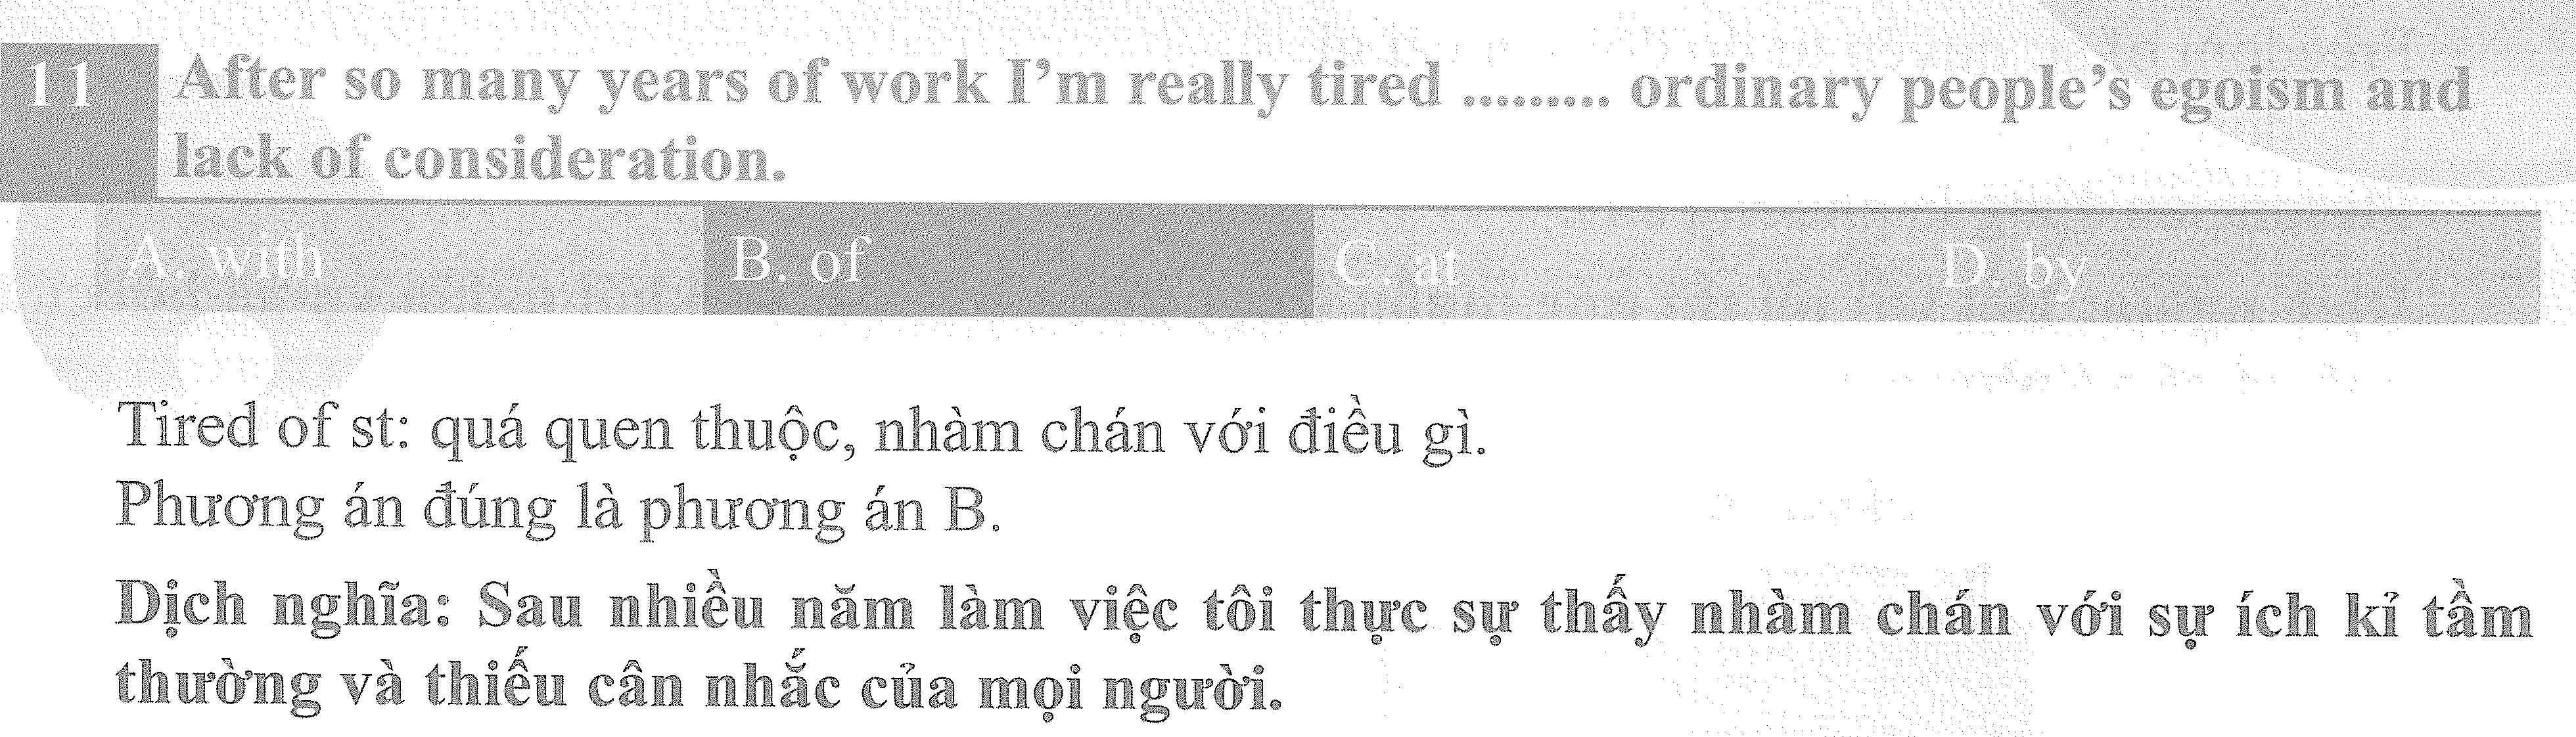 11 After so many years of work I'm really tired ......... ordinary people's egoism and
lack of consideration.
A. with B. of C. at D. by
Tired of st: quá quen thuộc, nhàm chán với điều gì.
Phương án đúng là phương án B.
Dịch nghĩa: Sau nhiều năm làm việc tôi thực sự thấy nhàm chán với sự ích kỉ tầm
thường và thiếu cân nhắc của mọi người.